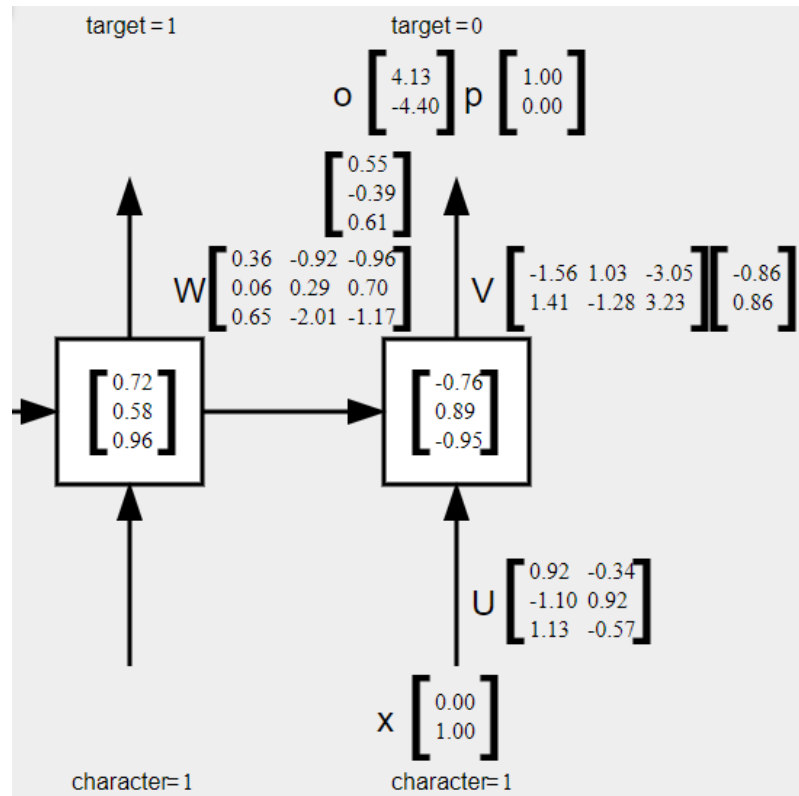 target = 1 target = 0
o [4.13 -4.40] p [1.00 0.00]
0.55
-0.39
0.61
W
0.36 -0.92 -0.96
0.06 0.29 0.70
0.65 -2.01 -1.17
V
-1.56 1.03 -3.05
1.41 -1.28 3.23
-0.86
0.86
0.72
0.58
0.96
-0.76
0.89
-0.95
U
0.92 -0.34
-1.10 0.92
1.13 -0.57
x
0.00
1.00
character= 1 character= 1